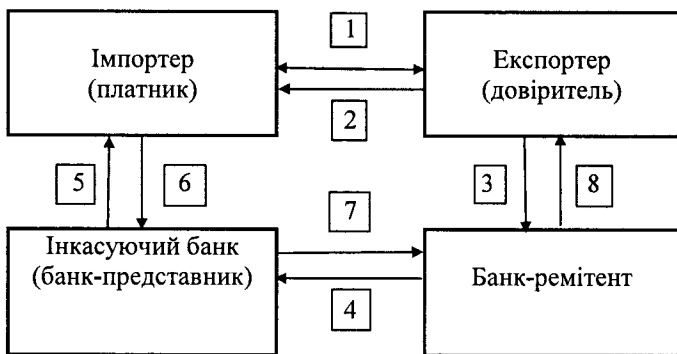 1
Імпортер
(платник)
Експортер
(довіритель)
2
5
6
3
8
7
Інкасуючий банк
(банк-представник)
Банк-ремітент
4